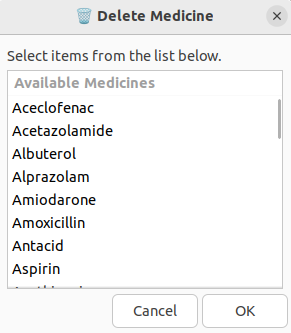 Delete Medicine
Select items from the list below.
Available Medicines
Aceclofenac
Acetazolamide
Albuterol
Alprazolam
Amiodarone
Amoxicillin
Antacid
Aspirin
Cancel
OK